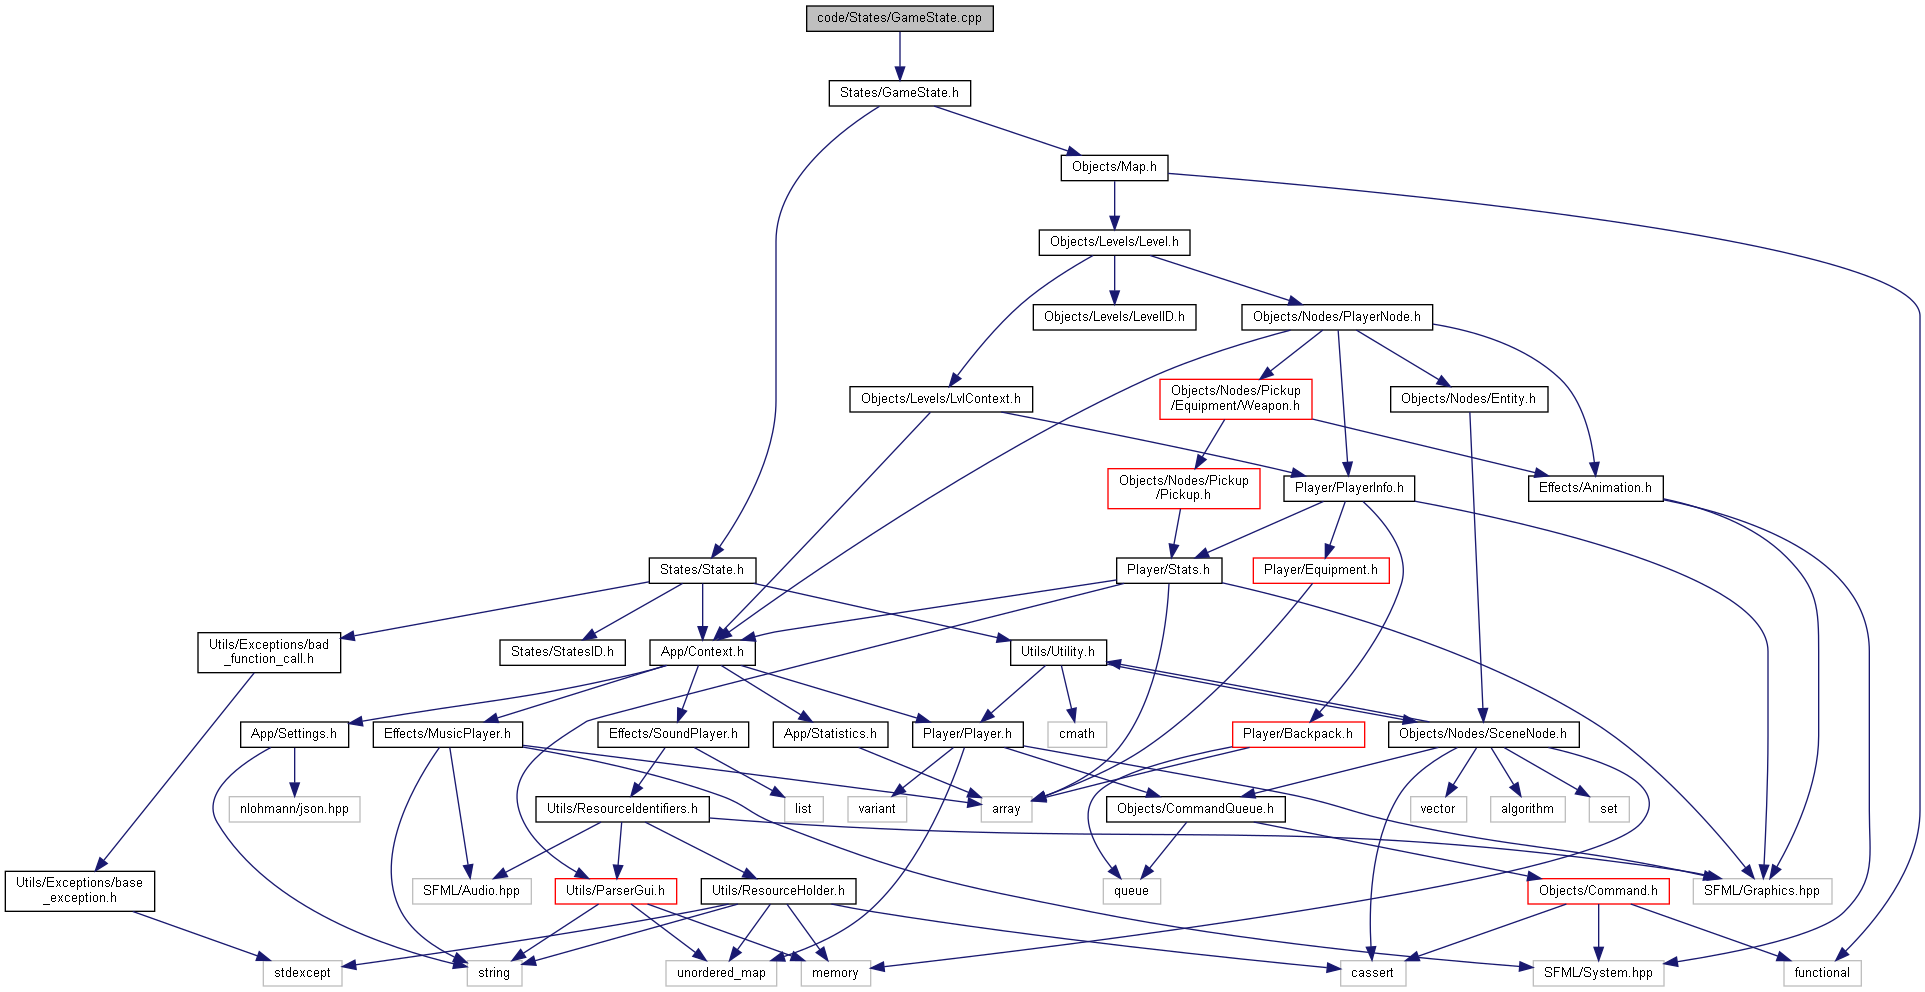 code/States/GameState.cpp
States/GameState.h
Objects/Map.h
Objects/Levels/Level.h
Objects/Levels/LevelID.h
Objects/Nodes/PlayerNode.h
Objects/Levels/LvlContext.h
Objects/Nodes/Pickup
/Equipment/Weapon.h
Objects/Nodes/Entity.h
Objects/Nodes/Pickup
/Pickup.h
Player/PlayerInfo.h
Effects/Animation.h
States/State.h
Player/Stats.h
Player/Equipment.h
Utils/Exceptions/bad
_function_call.h
States/StatesID.h
App/Context.h
Utils/Utility.h
App/Settings.h
Effects/MusicPlayer.h
Effects/SoundPlayer.h
App/Statistics.h
Player/Player.h
cmath
Player/Backpack.h
Objects/Nodes/SceneNode.h
nlohmann/json.hpp
Utils/ResourceIdentifiers.h
list
variant
array
Objects/CommandQueue.h
vector
algorithm
set
Utils/Exceptions/base
_exception.h
SFML/Audio.hpp
Utils/ParserGui.h
Utils/ResourceHolder.h
queue
Objects/Command.h
SFML/Graphics.hpp
stdexcept
string
unordered_map
memory
cassert
SFML/System.hpp
functional